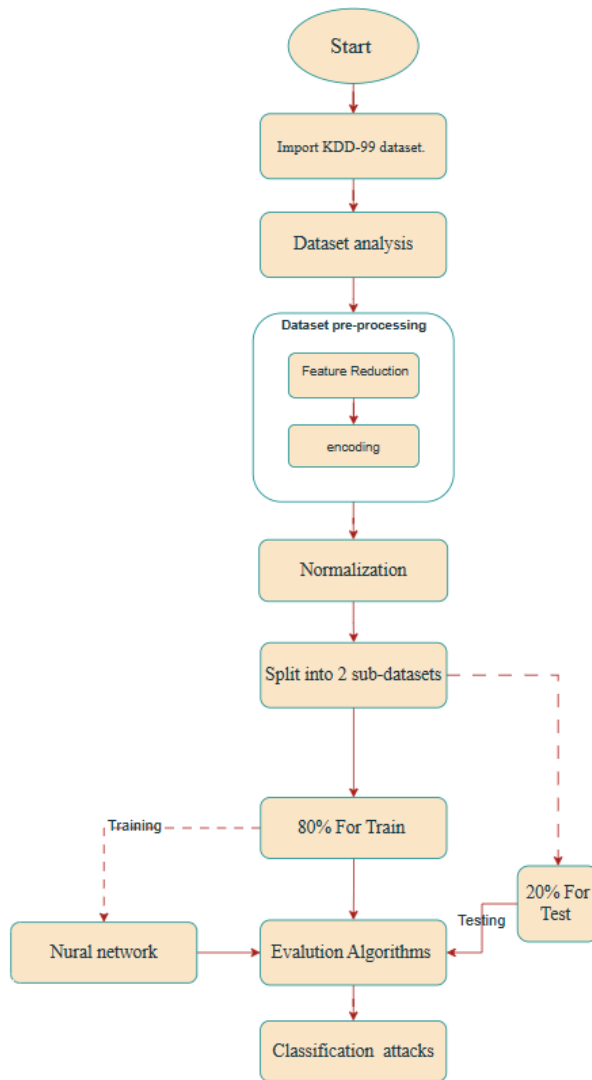 Start
Import KDD-99 dataset.
Dataset analysis
Dataset pre-processing
Feature Reduction
encoding
Normalization
Split into 2 sub-datasets
Training
80% For Train
20% For
Test
Testing
Nural network
Evalution Algorithms
Classification attacks